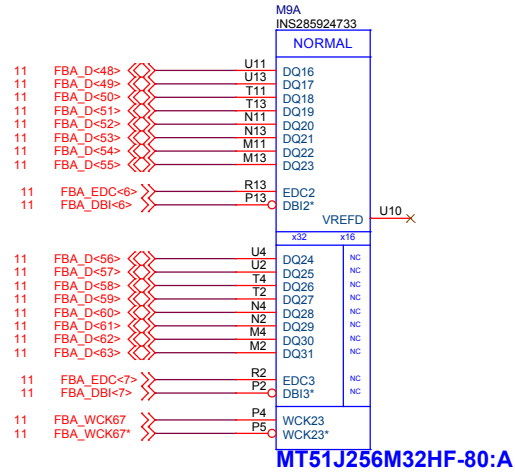 M9A
INS285924733
NORMAL
11 FBA_D<48> U11 DQ16
11 FBA_D<49> U13 DQ17
11 FBA_D<50> T11 DQ18
11 FBA_D<51> T13 DQ19
11 FBA_D<52> N11 DQ20
11 FBA_D<53> N13 DQ21
11 FBA_D<54> M11 DQ22
11 FBA_D<55> M13 DQ23
11 FBA_EDC<6> R13 EDC2
11 FBA_DBI<6> P13 DBI2*
VREFD U10
x32 x16
11 FBA_D<56> U4 DQ24 NC
11 FBA_D<57> U2 DQ25 NC
11 FBA_D<58> T4 DQ26 NC
11 FBA_D<59> T2 DQ27 NC
11 FBA_D<60> N4 DQ28 NC
11 FBA_D<61> N2 DQ29 NC
11 FBA_D<62> M4 DQ30 NC
11 FBA_D<63> M2 DQ31 NC
11 FBA_EDC<7> R2 EDC3 NC
11 FBA_DBI<7> P2 DBI3* NC
11 FBA_WCK67 P4 WCK23
11 FBA_WCK67* P5 WCK23*
MT51J256M32HF-80:A